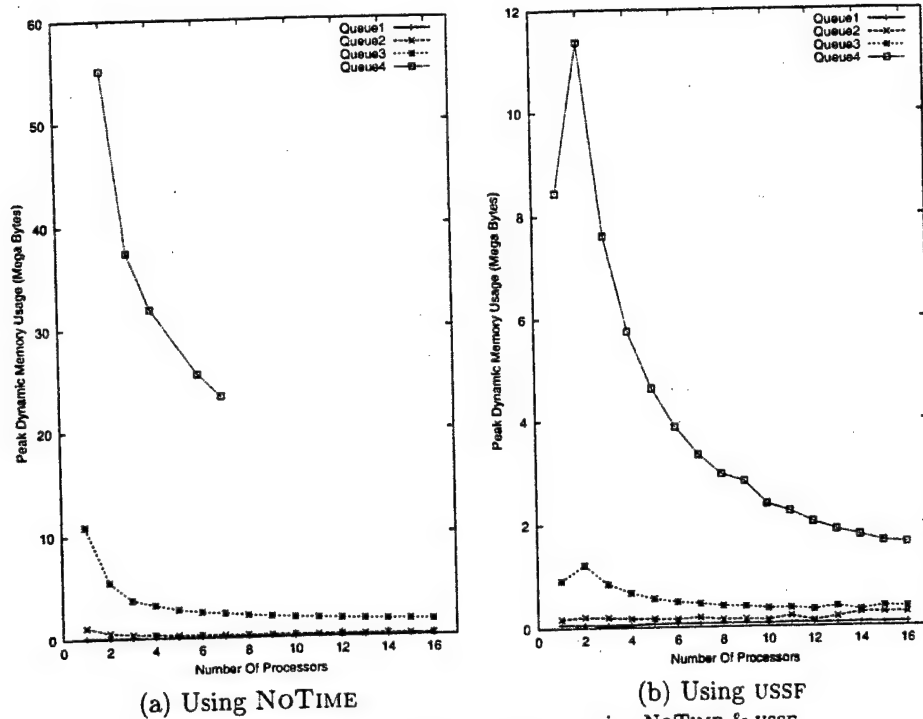 60
50
40
30
20
10
0
Peak Dynamic Memory Usage (Mega Bytes)
Queue1
Queue2
Queue3
Queue4
0 2 4 6 8 10 12 14 16
Number Of Processors
(a) Using NOTIME
12
10
8
6
4
2
0
Peak Dynamic Memory Usage (Mega Bytes)
Queue1
Queue2
Queue3
Queue4
0 2 4 6 8 10 12 14 16
Number Of Processors
(b) Using USSF
NOTIME & USSF